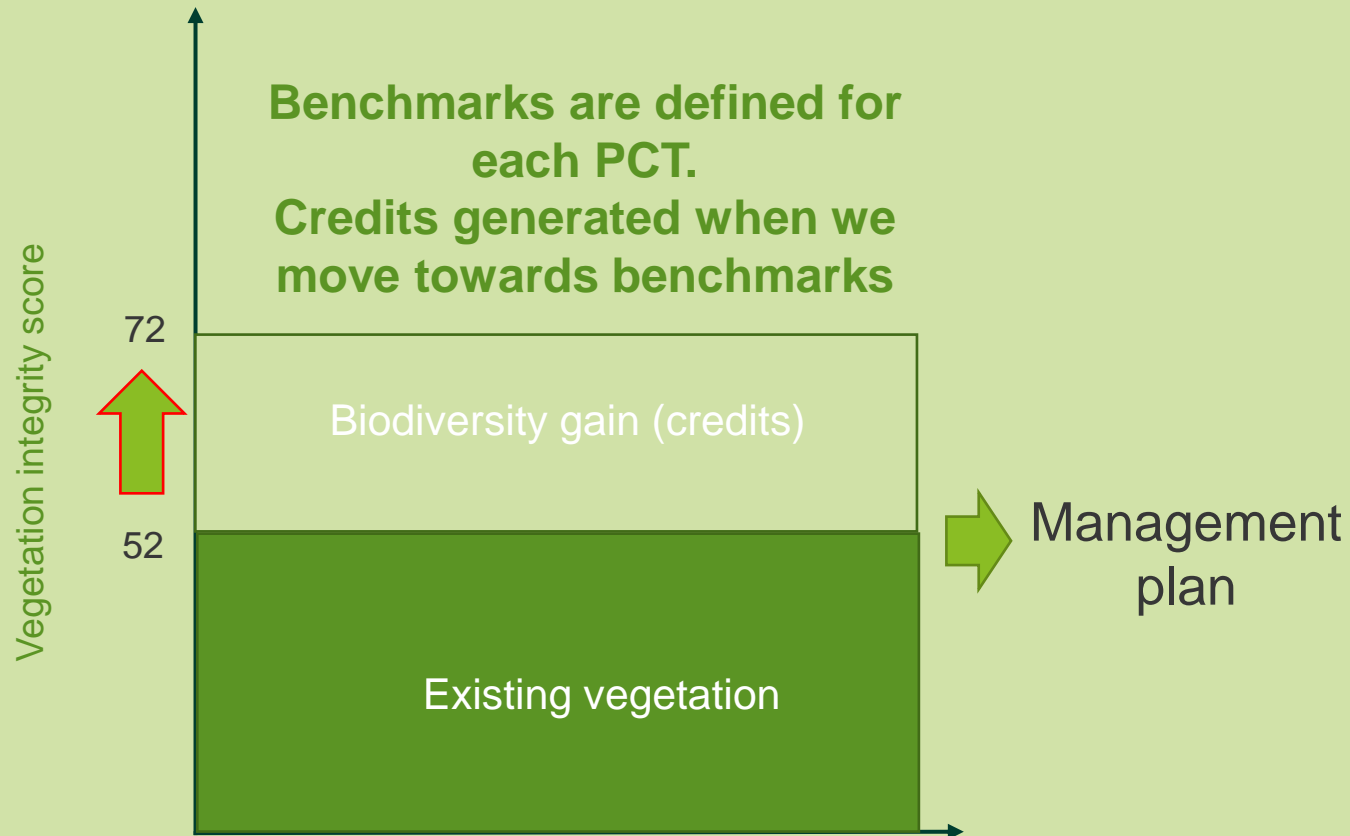 Benchmarks are defined for
each PCT.
Credits generated when we
move towards benchmarks
Vegetation integrity score
72
Biodiversity gain (credits)
52
Management
plan
Existing vegetation